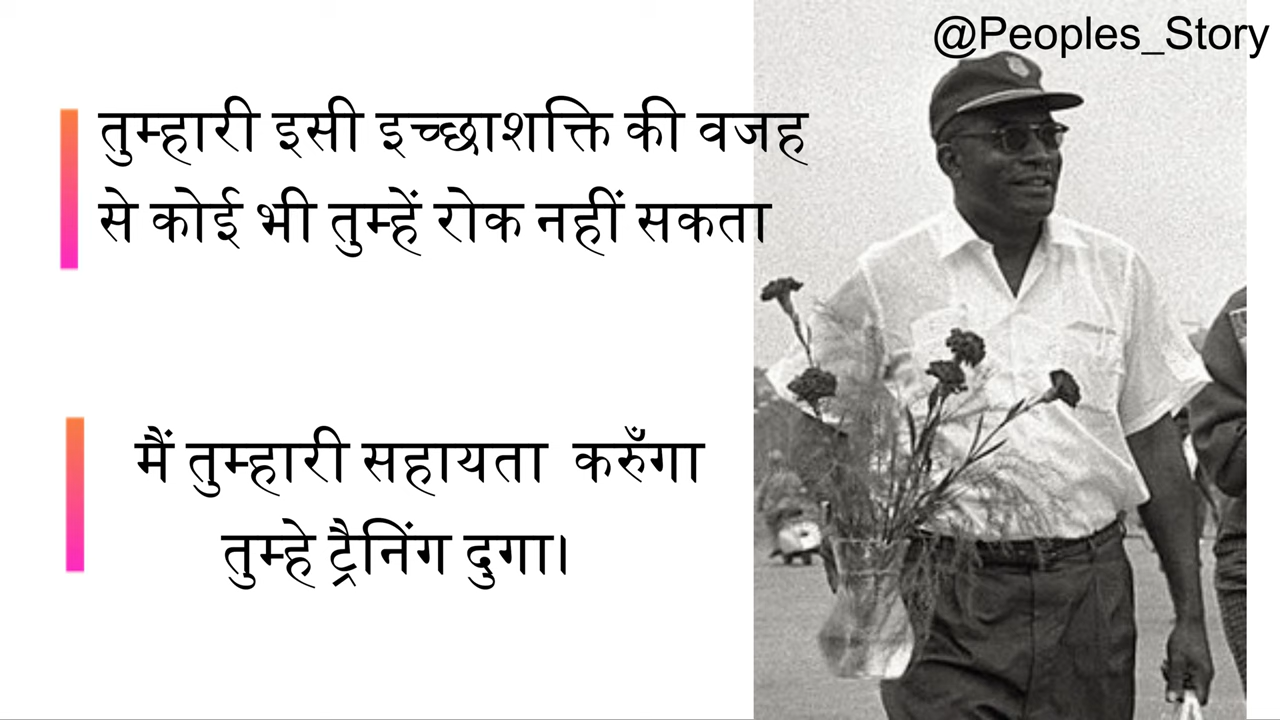 @Peoples_Story
तुम्हारी इसी इच्छाशक्ति की वजह
से कोई भी तुम्हें रोक नहीं सकता
मैं तुम्हारी सहायता करुँगा
तुम्हे ट्रैनिंग दुगा।